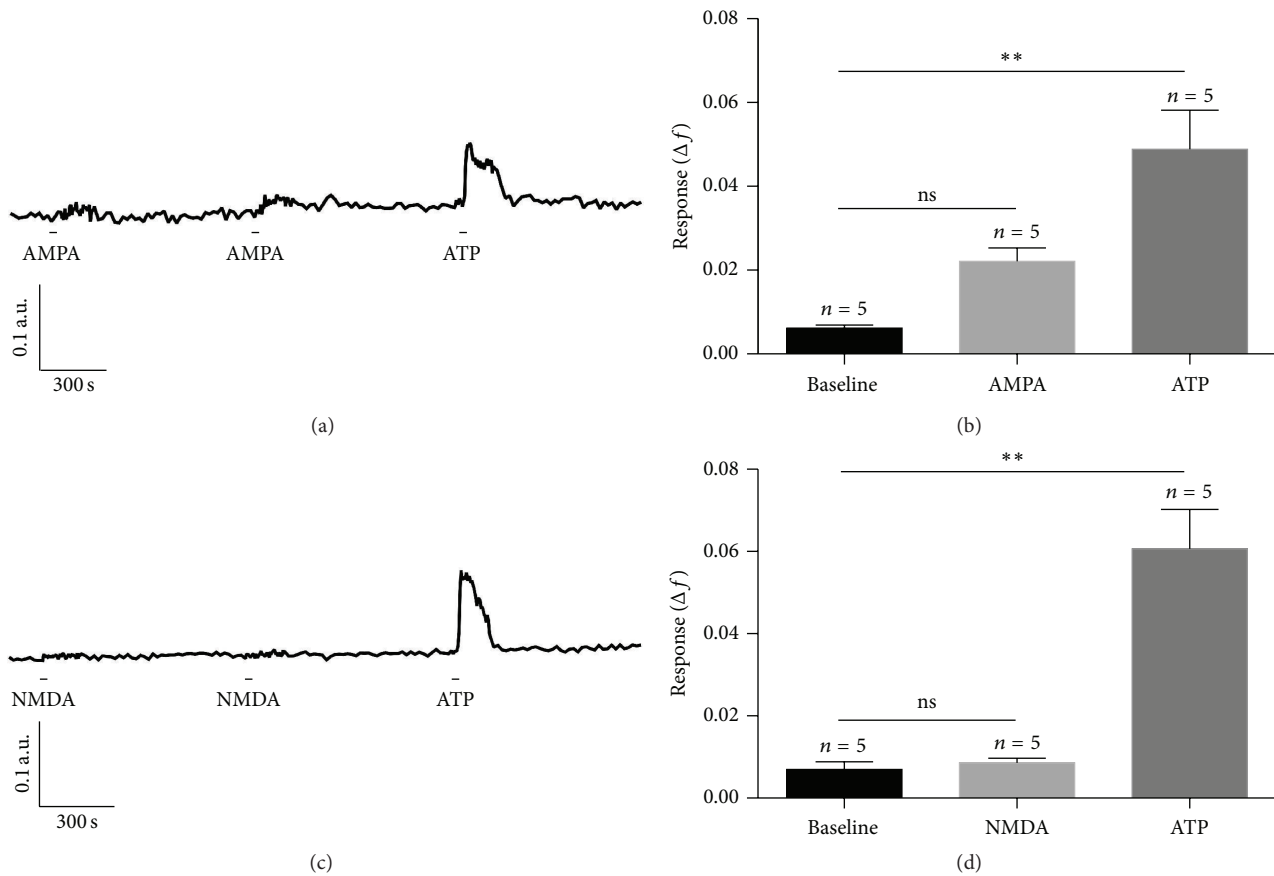 AMPA AMPA ATP
0.1 a.u.
300 s
(a)
0.08
0.06
0.04
0.02
0.00
Response (Δf)
**
ns
n = 5
n = 5
n = 5
Baseline AMPA ATP
(b)
NMDA NMDA ATP
0.1 a.u.
300 s
(c)
0.08
0.06
0.04
0.02
0.00
Response (Δf)
**
ns
n = 5
n = 5
n = 5
Baseline NMDA ATP
(d)